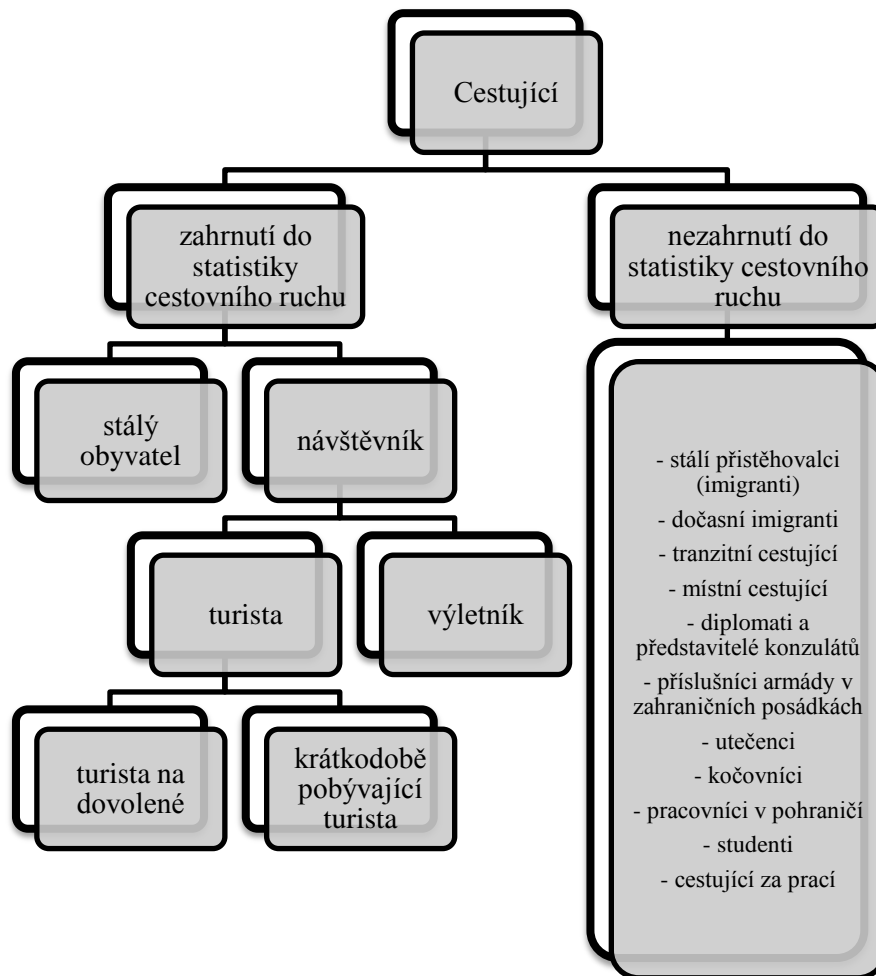 Cestující
zahrnutí do
statistiky
cestovního ruchu
nezahrnutí do
statistiky cestovního
ruchu
stálý
obyvatel
návštěvník
turista
výletník
turista na
dovolené
krátkodobě
pobývající
turista
- stálí přistěhovalci
(imigranti)
- dočasní imigranti
- tranzitní cestující
- místní cestující
- diplomati a
představitelé konzulátů
- příslušníci armády v
zahraničních posádkách
- utečenci
- kočovníci
- pracovníci v pohraničí
- studenti
- cestující za prací